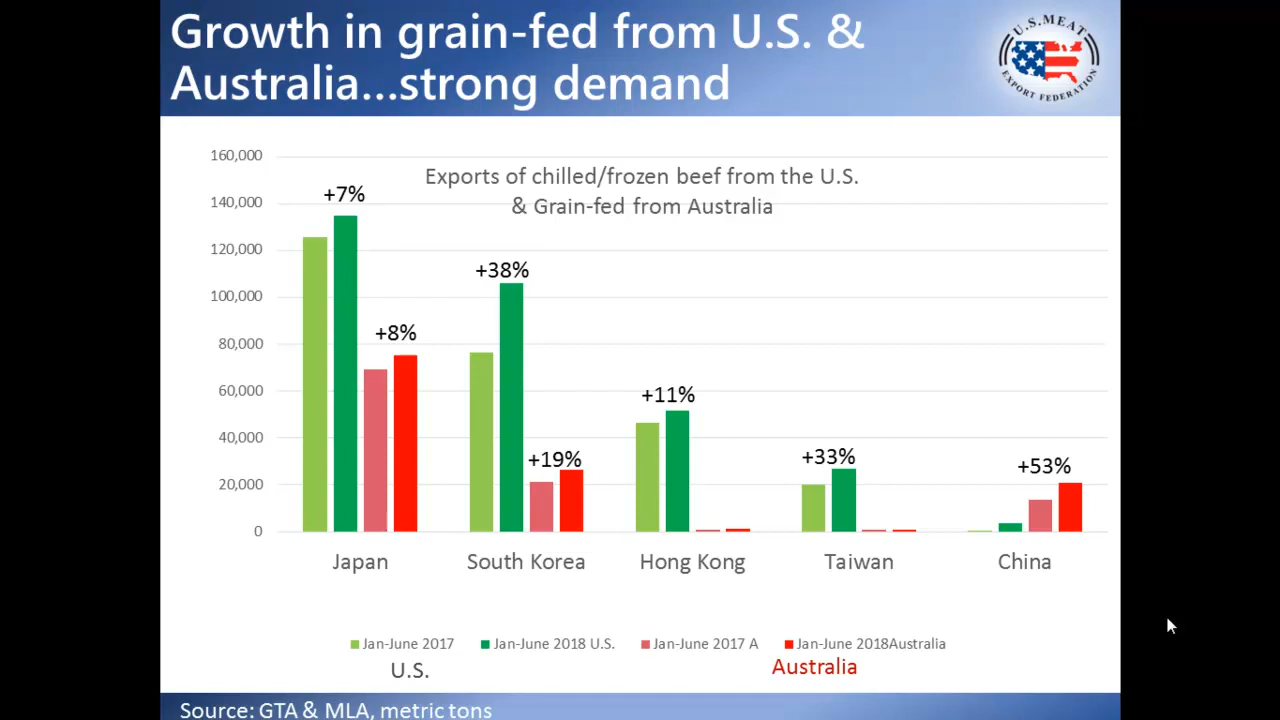 Growth in grain-fed from U.S. &
Australia...strong demand
U.S. MEAT
EXPORT FEDERATION
Exports of chilled/frozen beef from the U.S.
& Grain-fed from Australia
160,000
140,000
120,000
100,000
80,000
60,000
40,000
20,000
0
+7%
+8%
+38%
+19%
+11%
+33%
+53%
Japan
South Korea
Hong Kong
Taiwan
China
Jan-June 2017
Jan-June 2018 U.S.
Jan-June 2017 A
Jan-June 2018Australia
U.S.
Australia
Source: GTA & MLA, metric tons